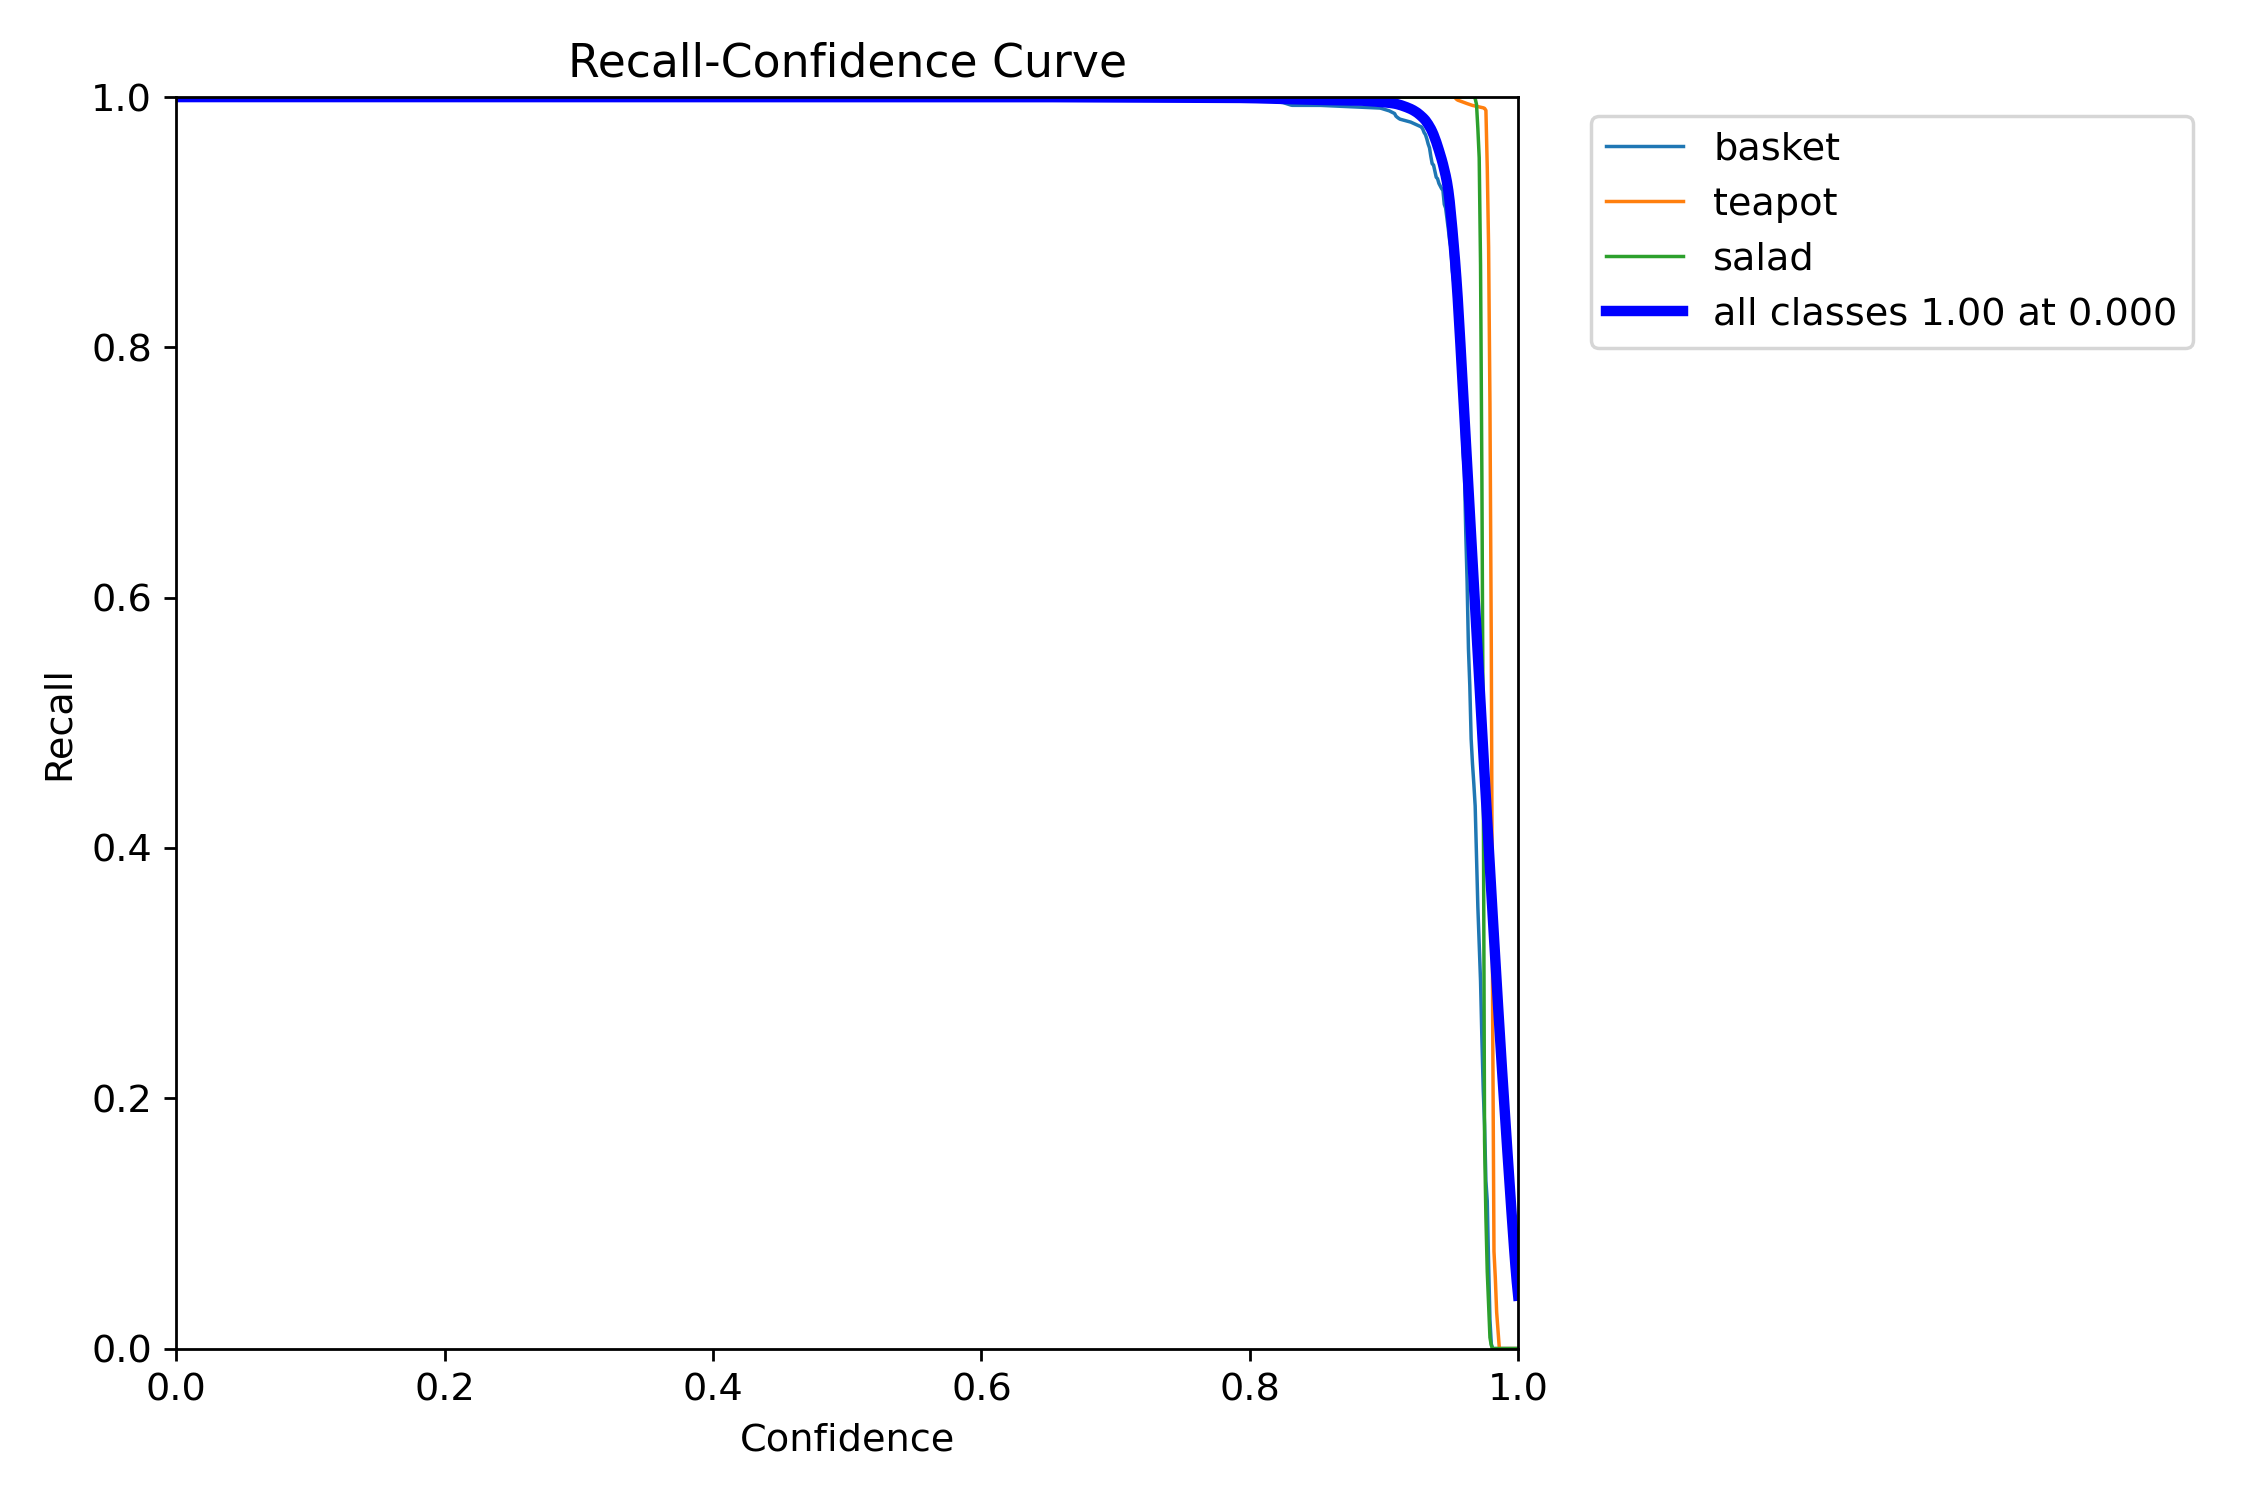 Recall-Confidence Curve
1.0
0.8
0.6
0.4
0.2
0.0
Recall
0.0 0.2 0.4 0.6 0.8 1.0
Confidence
basket
teapot
salad
all classes 1.00 at 0.000